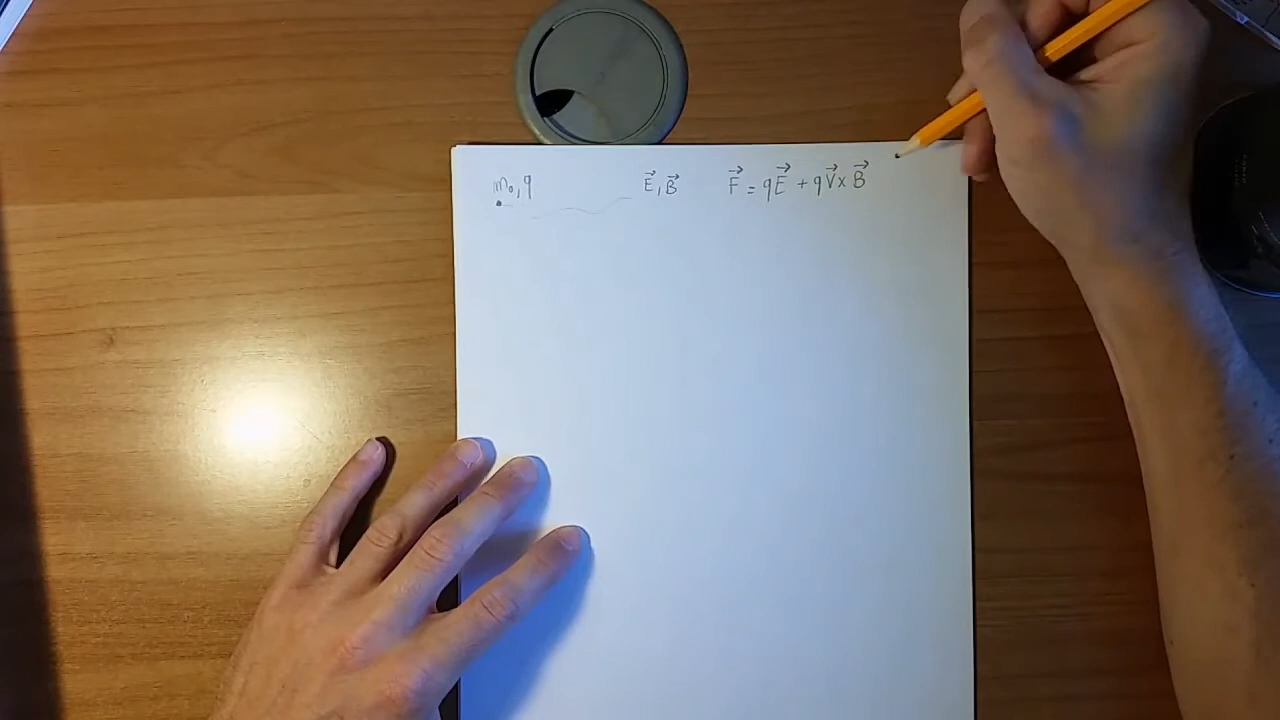 m₀, q    E⃗, B⃗    F⃗ = qE⃗ + qV⃗ x B⃗